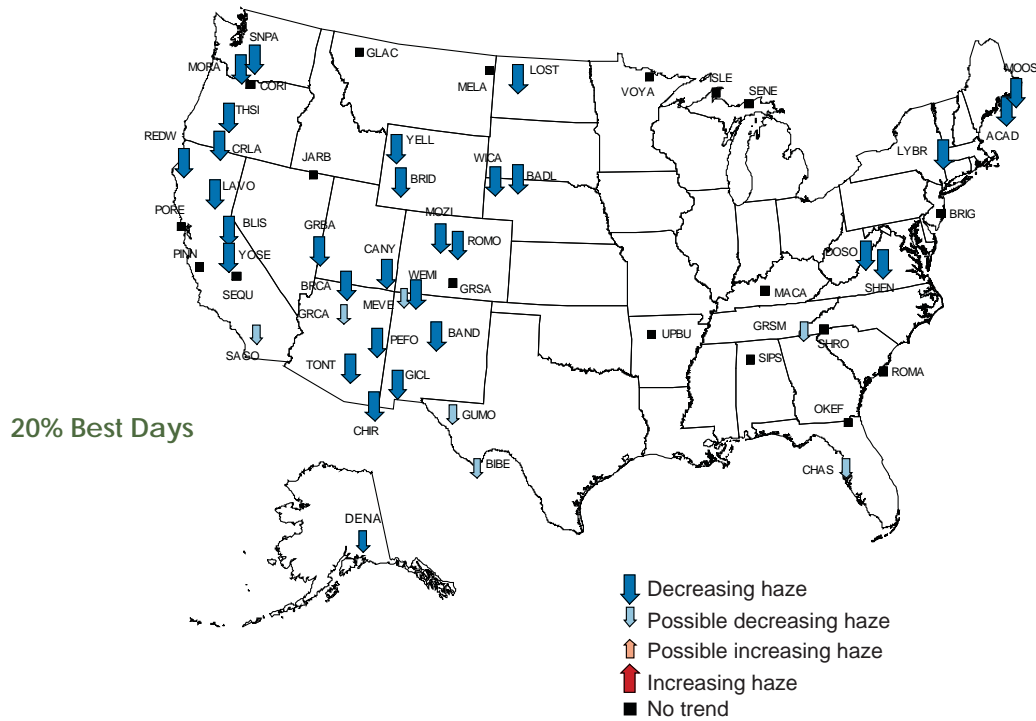 SNPA
GLAC
MORA
LOST
MOOS
CORI
MELA
VOYA
ISLE
SENE
THSI
ACAD
REDW
CRLA
YELL
LYBR
JARB
WICA
BADL
BRID
LAVO
PORE
BLIS
GRBA
MOZI
BRIG
PINN
YOSE
CANY
ROMO
DOSO
SEQU
BRCA
WEMI
GRSA
MACA
SHEN
MEVE
GRCA
GRSM
SAGO
PEFO
BAND
UPBU
SHRO
TONT
SIPS
GICL
ROMA
OKEF
CHIR
GUMO
20% Best Days
BIBE
CHAS
DENA
Decreasing haze
Possible decreasing haze
Possible increasing haze
Increasing haze
No trend